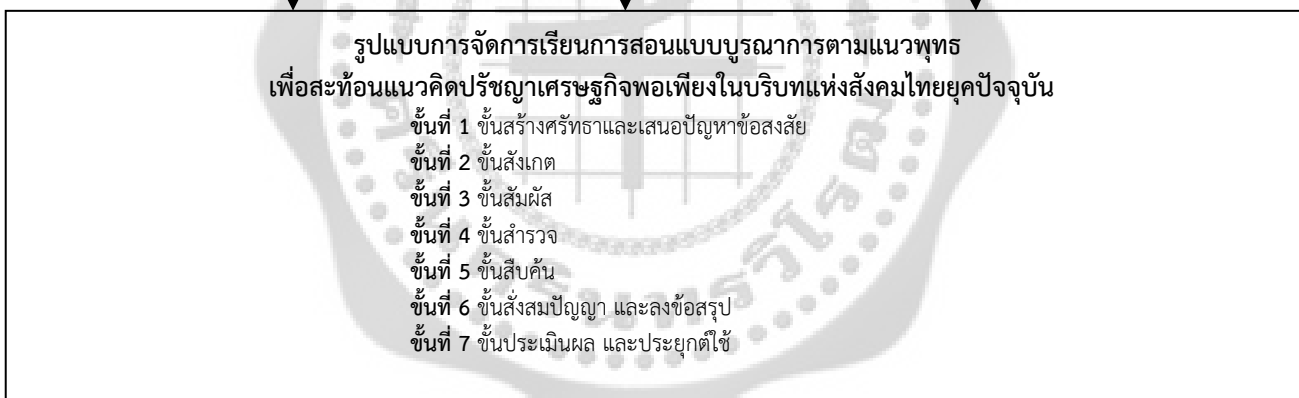 รูปแบบการจัดการเรียนการสอนแบบบูรณาการตามแนวพุทธ
เพื่อสะท้อนแนวคิดปรัชญาเศรษฐกิจพอเพียงในบริบทแห่งสังคมไทยยุคปัจจุบัน
ขั้นที่ 1 ขั้นสร้างศรัทธาและเสนอปัญหาข้อสงสัย
ขั้นที่ 2 ขั้นสังเกต
ขั้นที่ 3 ขั้นสัมผัส
ขั้นที่ 4 ขั้นสำรวจ
ขั้นที่ 5 ขั้นสืบค้น
ขั้นที่ 6 ขั้นสั่งสมปัญญา และลงข้อสรุป
ขั้นที่ 7 ขั้นประเมินผล และประยุกต์ใช้